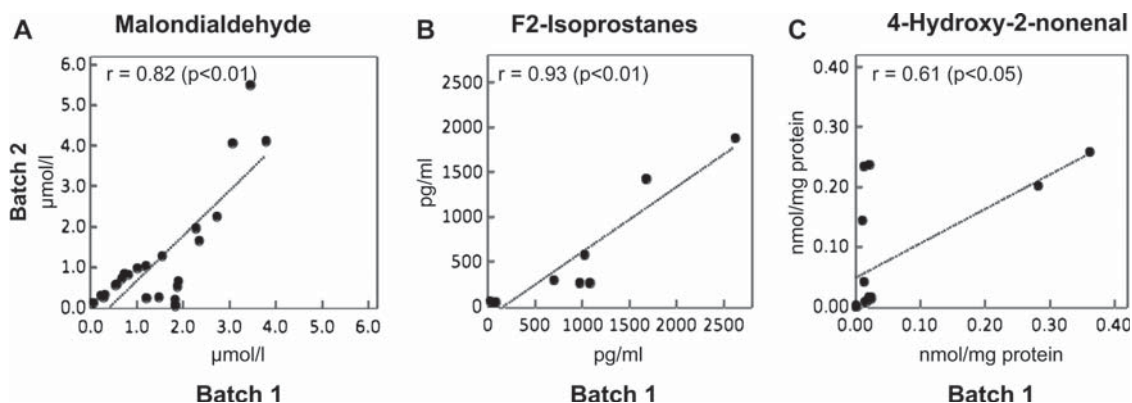 A
Malondialdehyde
r = 0.82 (p<0.01)
6.0
5.0
4.0
3.0
2.0
1.0
0.0
Batch 2
µmol/l
0.0 1.0 2.0 3.0 4.0 5.0 6.0
µmol/l
Batch 1
B
F2-Isoprostanes
r = 0.93 (p<0.01)
2500
2000
1500
1000
500
0
pg/ml
0 500 1000 1500 2000 2500
pg/ml
Batch 1
C
4-Hydroxy-2-nonenal
r = 0.61 (p<0.05)
0.40
0.30
0.20
0.10
0.00
nmol/mg protein
0.00 0.10 0.20 0.30 0.40
nmol/mg protein
Batch 1